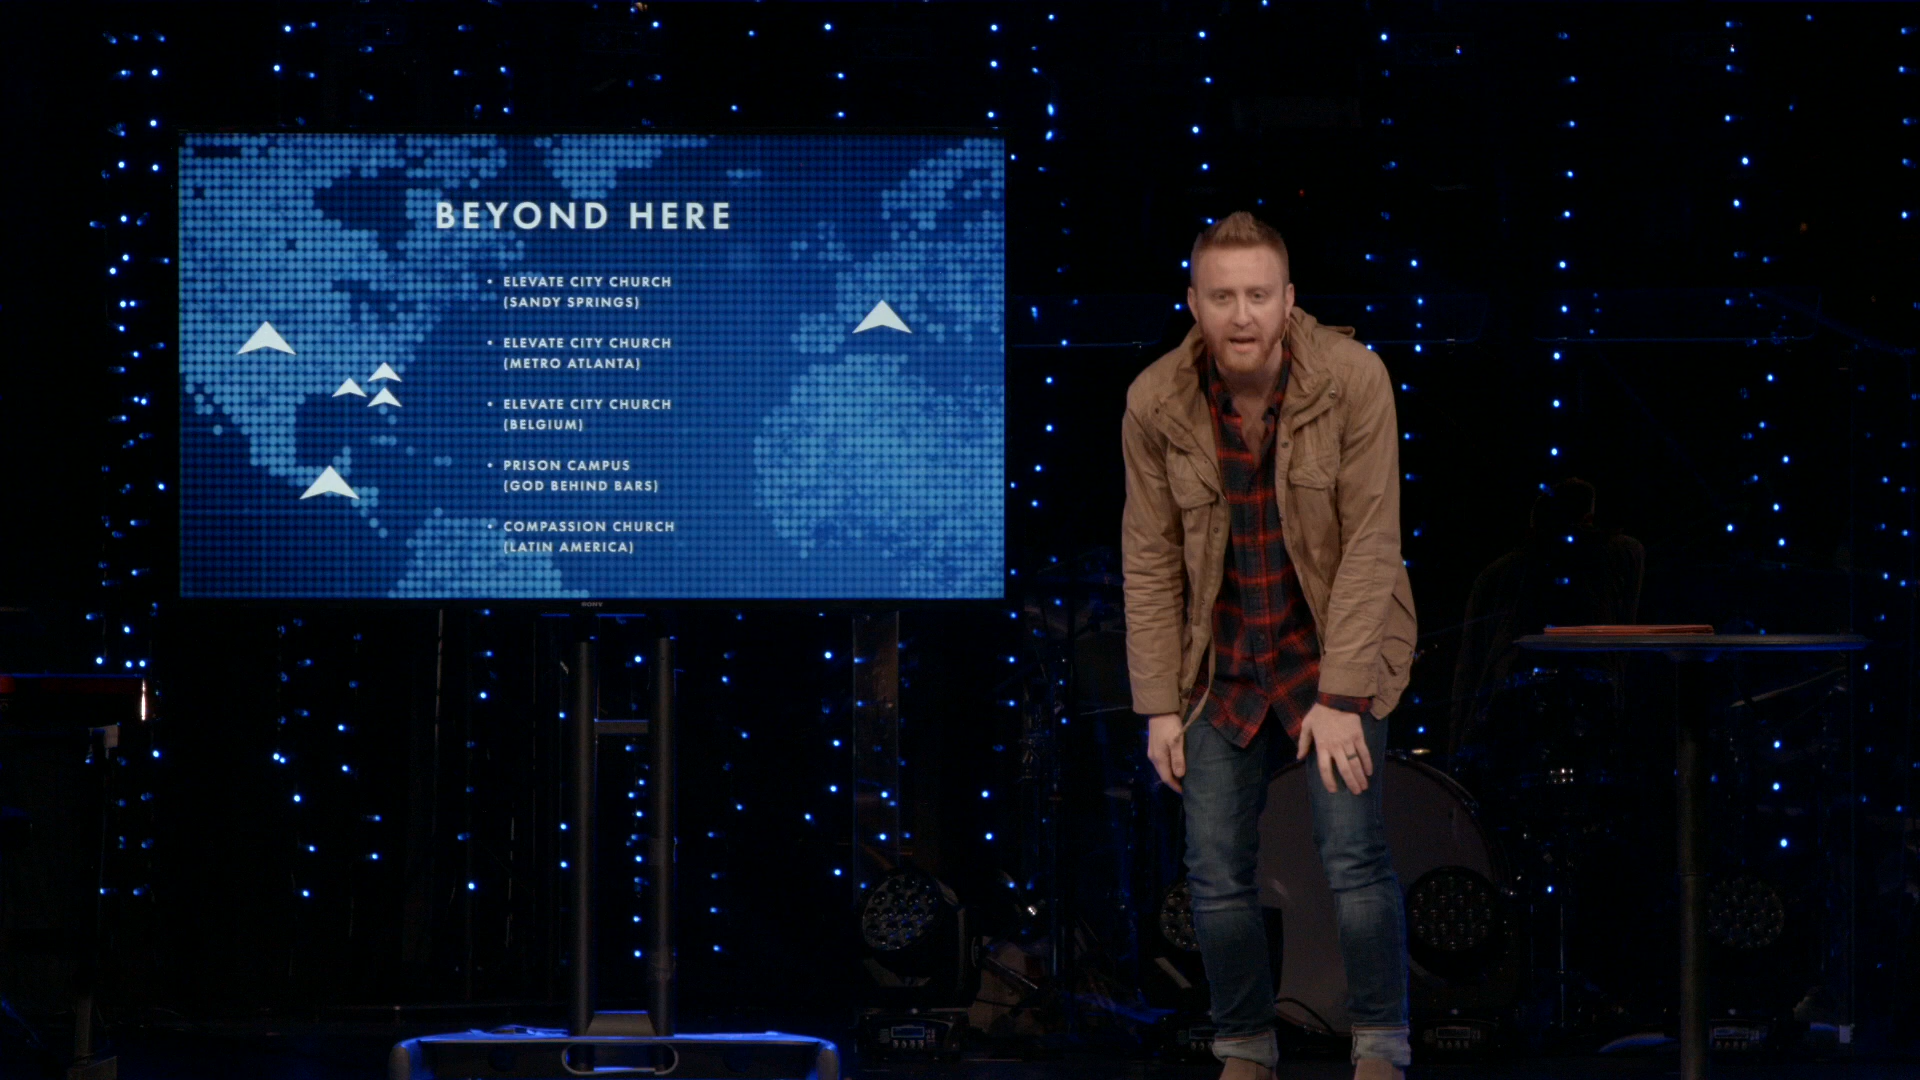 BEYOND HERE
• ELEVATE CITY CHURCH
(SANDY SPRINGS)
• ELEVATE CITY CHURCH
(METRO ATLANTA)
• ELEVATE CITY CHURCH
(BELGIUM)
• PRISON CAMPUS
(GOD BEHIND BARS)
• COMPASSION CHURCH
(LATIN AMERICA)
SONY